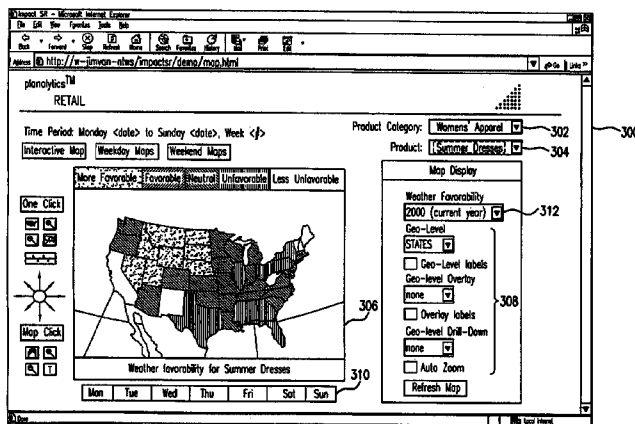 Impact SR - Microsoft Internet Explorer
File Edit View Favorites Tools Help
Back Forward Stop Refresh Home Search Favorites History Mail Print Edit
Address http://w-jimvan-ntws/impactsr/demo/map.html Go Links »
planalytics™
RETAIL
300
Time Period: Monday <date> to Sunday <date>, Week <#>
Product Category: Womens' Apparel 302
Product: Summer Dresses 304
Interactive Map Weekday Maps Weekend Maps
Map Display
More Favorable Favorable Neutral Unfavorable Less Unfavorable
Weather Favorability
2000 (current year) 312
One Click
Geo-Level
STATES
Geo-Level labels
Geo-level Overlay
none
308
306
Overlay labels
Geo-level Drill-Down
none
Map Click
Auto Zoom
T
Weather favorability for Summer Dresses
Refresh Map
310
Mon Tue Wed Thu Fri Sat Sun
Done Local Internet